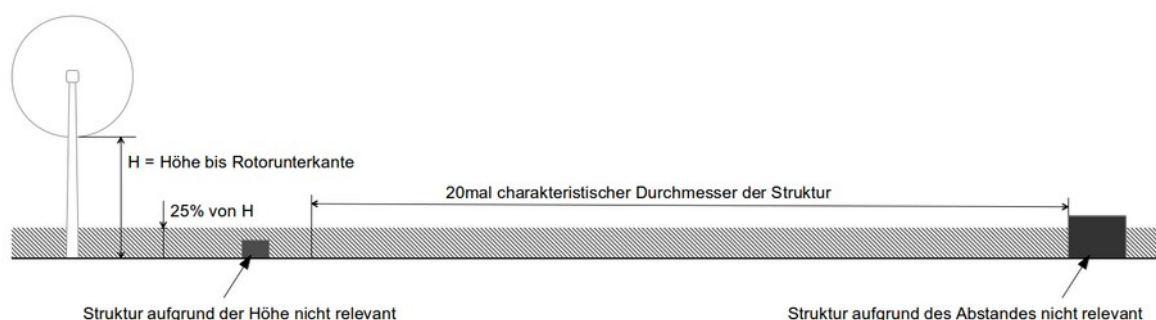 H = Höhe bis Rotorunterkante
20mal charakteristischer Durchmesser der Struktur
25% von H
Struktur aufgrund der Höhe nicht relevant
Struktur aufgrund des Abstandes nicht relevant